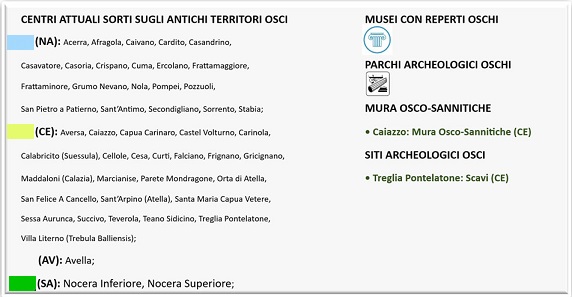 CENTRI ATTUALI SORTI SUGLI ANTICHI TERRITORI OSCI
(NA): Acerra, Afragola, Caivano, Cardito, Casandrino,
Casavatore, Casoria, Crispano, Cuma, Ercolano, Frattamaggiore,
Frattaminore, Grumo Nevano, Nola, Pompei, Pozzuoli,
San Pietro a Patierno, Sant'Antimo, Secondigliano, Sorrento, Stabia;
(CE): Aversa, Caiazzo, Capua Carinaro, Castel Volturno, Carinola,
Calabricito (Suessula), Cellole, Cesa, Curti, Falciano, Frignano, Gricignano,
Maddaloni (Calazia), Marcianise, Parete Mondragone, Orta di Atella,
San Felice A Cancello, Sant'Arpino (Atella), Santa Maria Capua Vetere,
Sessa Aurunca, Succivo, Teverola, Teano Sidicino, Treglia Pontelatone,
Villa Literno (Trebula Balliensis);
(AV): Avella;
(SA): Nocera Inferiore, Nocera Superiore;
MUSEI CON REPERTI OSCHI
PARCHI ARCHEOLOGICI OSCHI
MURA OSCO-SANNITICHE
• Caiazzo: Mura Osco-Sannitiche (CE)
SITI ARCHEOLOGICI OSCI
• Treglia Pontelatone: Scavi (CE)